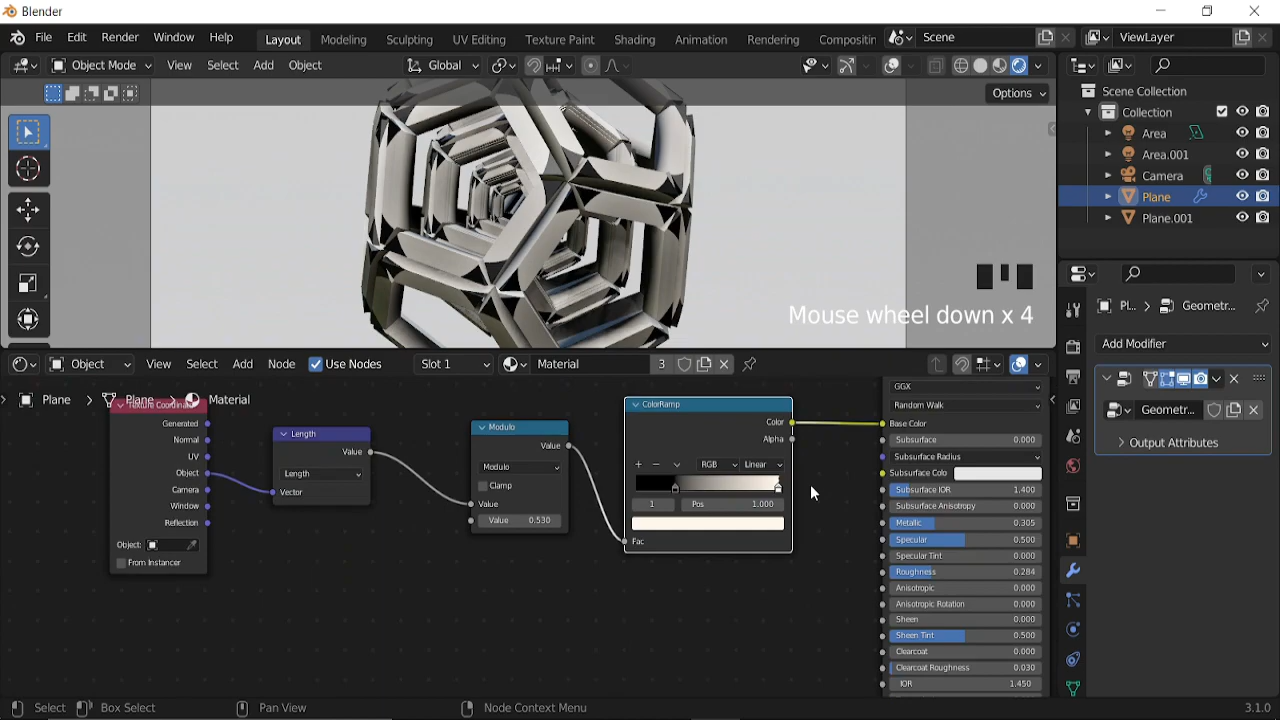 Blender
File Edit Render Window Help Layout Modeling Sculpting UV Editing Texture Paint Shading Animation Rendering Compositin Scene ViewLayer
Object Mode View Select Add Object Global
Options
Mouse wheel down x 4
Scene Collection
Collection
Area
Area.001
Camera
Plane
Plane.001
Pl... Geometr...
Add Modifier
Geometr...
Output Attributes
Object View Select Add Node Use Nodes Slot 1 Material 3
Plane Plane Material
Texture Coordina
Generated
Normal
UV
Object
Camera
Window
Reflection
Object:
From Instancer
Length
Value
Length
Vector
Modulo
Value
Modulo
Clamp
Value
Value 0.530
ColorRamp
Color
Alpha
RGB Linear
1 Pos 1.000
Fac
GGX
Random Walk
Base Color
Subsurface 0.000
Subsurface Radius
Subsurface Colo
Subsurface IOR 1.400
Subsurface Anisotropy 0.000
Metallic 0.305
Specular 0.500
Specular Tint 0.000
Roughness 0.284
Anisotropic 0.000
Anisotropic Rotation 0.000
Sheen 0.000
Sheen Tint 0.500
Clearcoat 0.000
Clearcoat Roughness 0.030
IOR 1.450
Select Box Select Pan View Node Context Menu 3.1.0